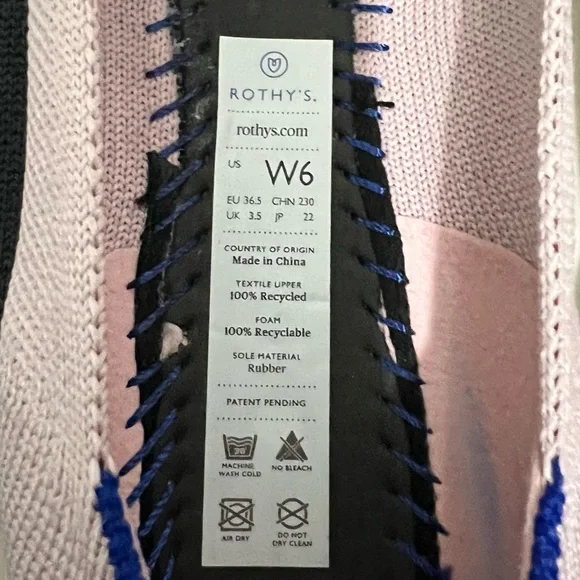 ROTHY'S®
rothys.com
US W6
EU 36.5 CHN 230
UK 3.5 JP 22
COUNTRY OF ORIGIN
Made in China
TEXTILE UPPER
100% Recycled
FOAM
100% Recyclable
SOLE MATERIAL
Rubber
PATENT PENDING
MACHINE WASH COLD
NO BLEACH
AIR DRY
DO NOT DRY CLEAN